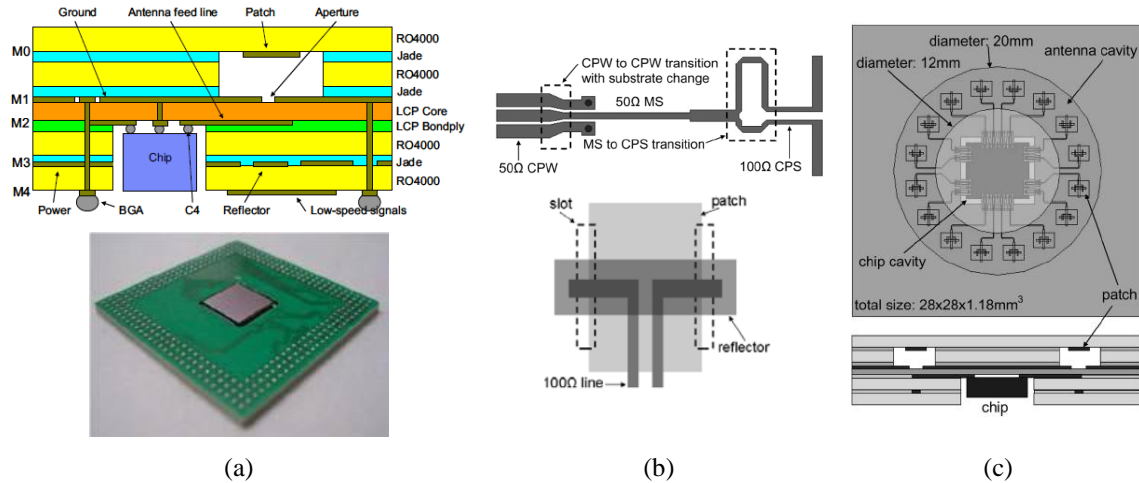 Ground
Antenna feed line
Patch
Aperture
M0
M1
M2
M3
M4
RO4000
Jade
RO4000
Jade
LCP Core
LCP Bondply
RO4000
Jade
RO4000
Chip
Power
BGA
C4
Reflector
Low-speed signals
(a)
CPW to CPW transition
with substrate change
50Ω MS
MS to CPS transition
50Ω CPW
100Ω CPS
slot
patch
reflector
100Ω line
(b)
diameter: 20mm
diameter: 12mm
antenna cavity
chip cavity
patch
total size: 28x28x1.18mm³
chip
(c)